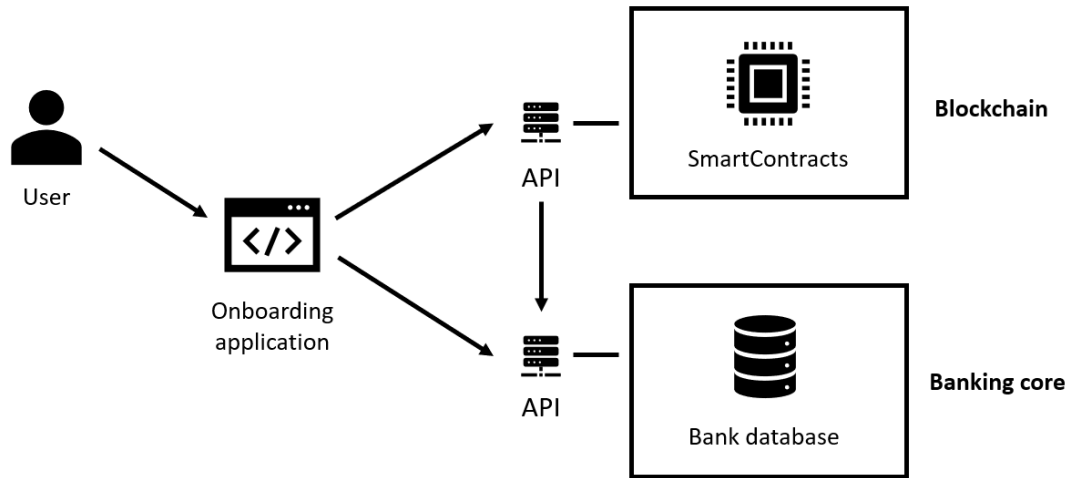 User
</>
Onboarding
application
API
SmartContracts
Blockchain
API
Bank database
Banking core